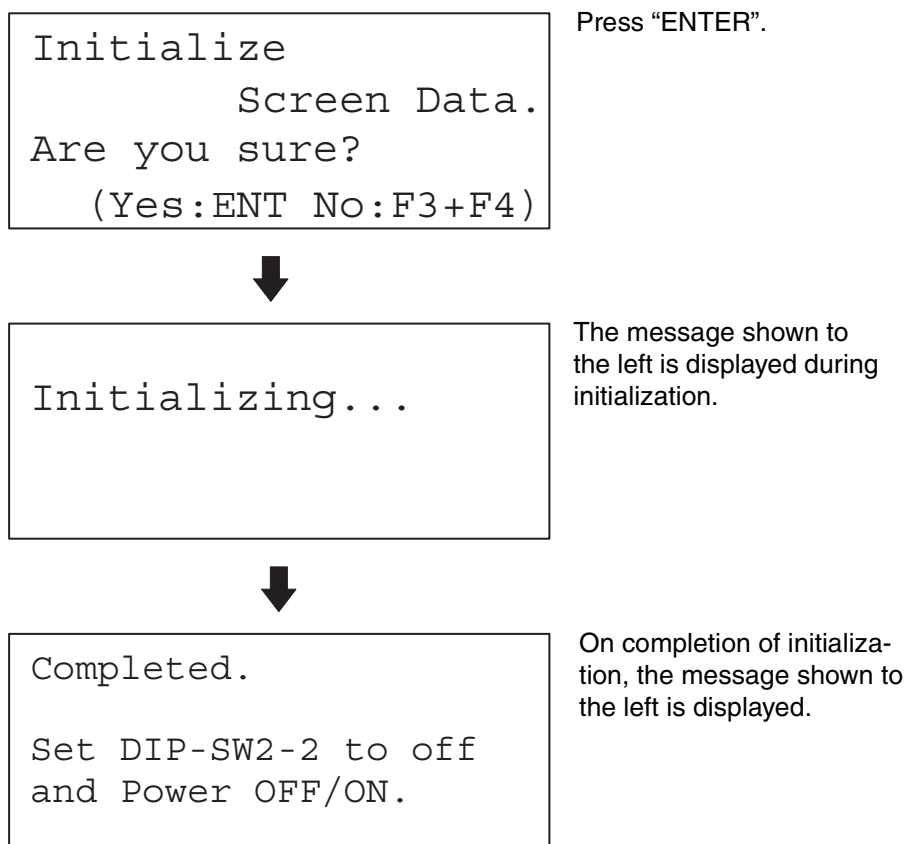 Initialize
Screen Data.
Are you sure?
(Yes:ENT No:F3+F4)
Press “ENTER”.
Initializing...
The message shown to
the left is displayed during
initialization.
Completed.
Set DIP-SW2-2 to off
and Power OFF/ON.
On completion of initializa-
tion, the message shown to
the left is displayed.